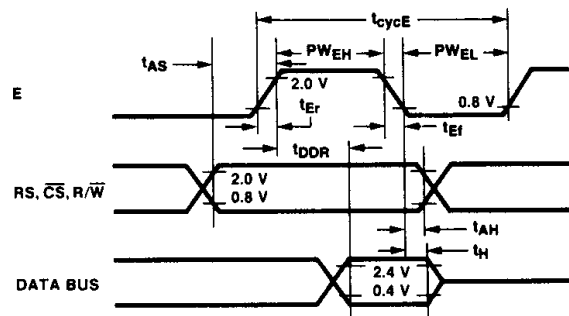 tcycE
PWEH
PWEL
tAS
E
2.0 V
0.8 V
tEr
tEf
tDDR
RS, C̅S̅, R/W̅
2.0 V
0.8 V
tAH
tH
DATA BUS
2.4 V
0.4 V